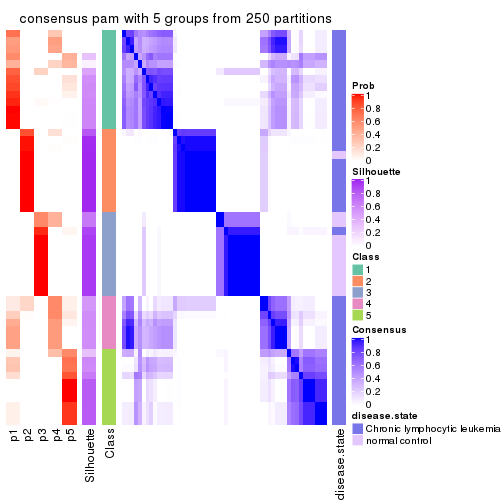 consensus pam with 5 groups from 250 partitions
Prob
1
0.8
0.6
0.4
0.2
0
Silhouette
1
0.8
0.6
0.4
0.2
0
Class
1
2
3
4
5
Consensus
1
0.8
0.6
0.4
0.2
0
disease.state
Chronic lymphocytic leukemia
normal control
p1
p2
p3
p4
p5
Silhouette
Class
disease.state